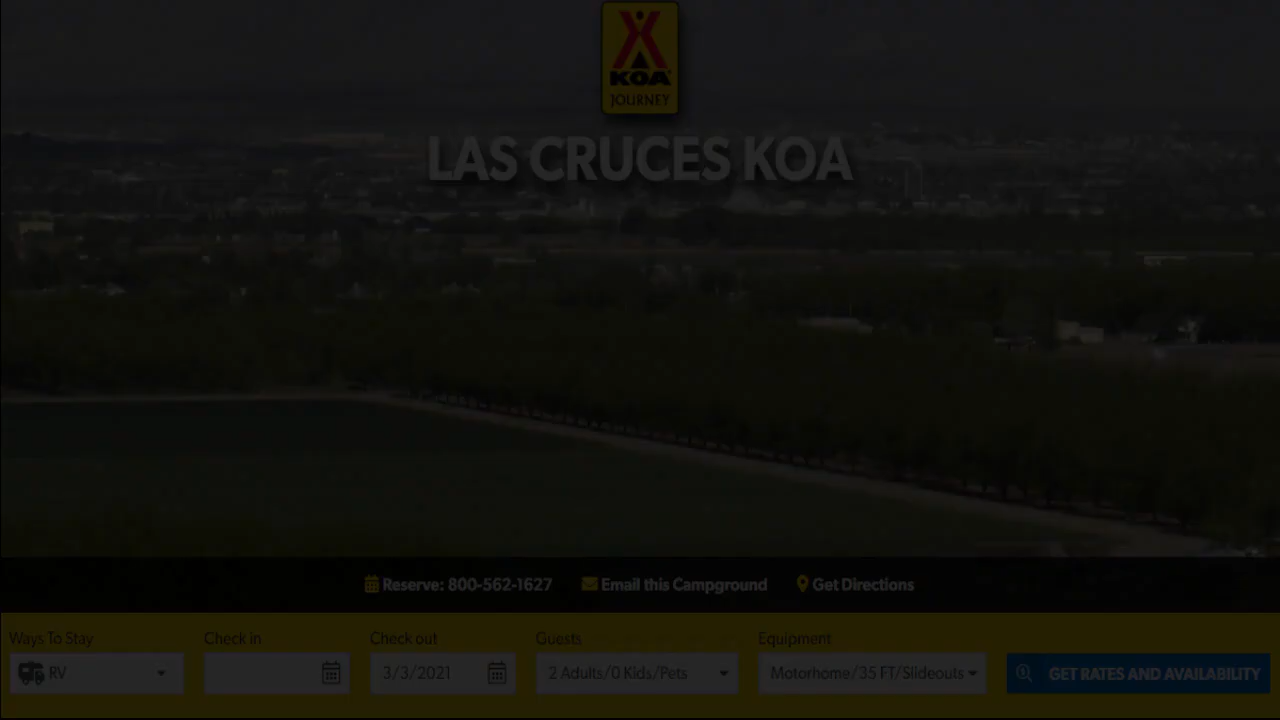 KOA
JOURNEY
LAS CRUCES KOA
Reserve: 800-562-1627 Email this Campground Get Directions
Ways To Stay Check in Check out Guests Equipment
RV 3/3/2021 2 Adults/0 Kids/Pets Motorhome/35 FT/Slideouts GET RATES AND AVAILABILITY